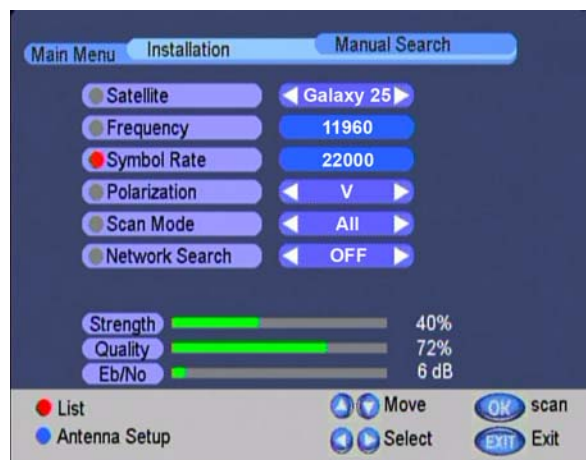 Main Menu Installation Manual Search
Satellite Galaxy 25
Frequency 11960
Symbol Rate 22000
Polarization V
Scan Mode All
Network Search OFF
Strength 40%
Quality 72%
Eb/No 6 dB
List Move OK scan
Antenna Setup Select EXIT Exit